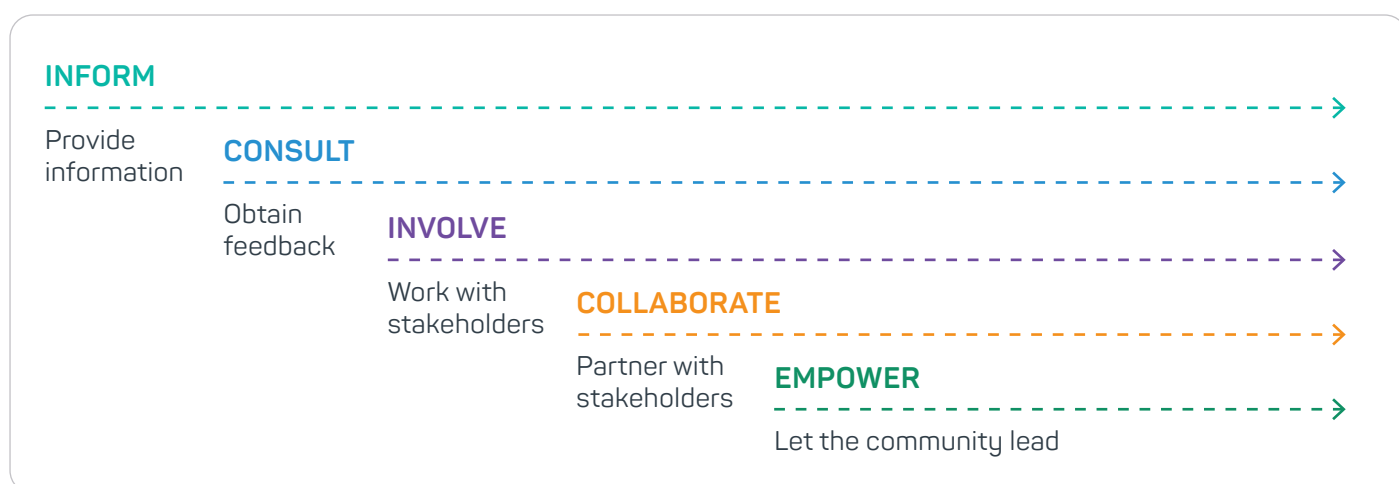 INFORM
Provide
information
CONSULT
Obtain
feedback
INVOLVE
Work with
stakeholders
COLLABORATE
Partner with
stakeholders
EMPOWER
Let the community lead